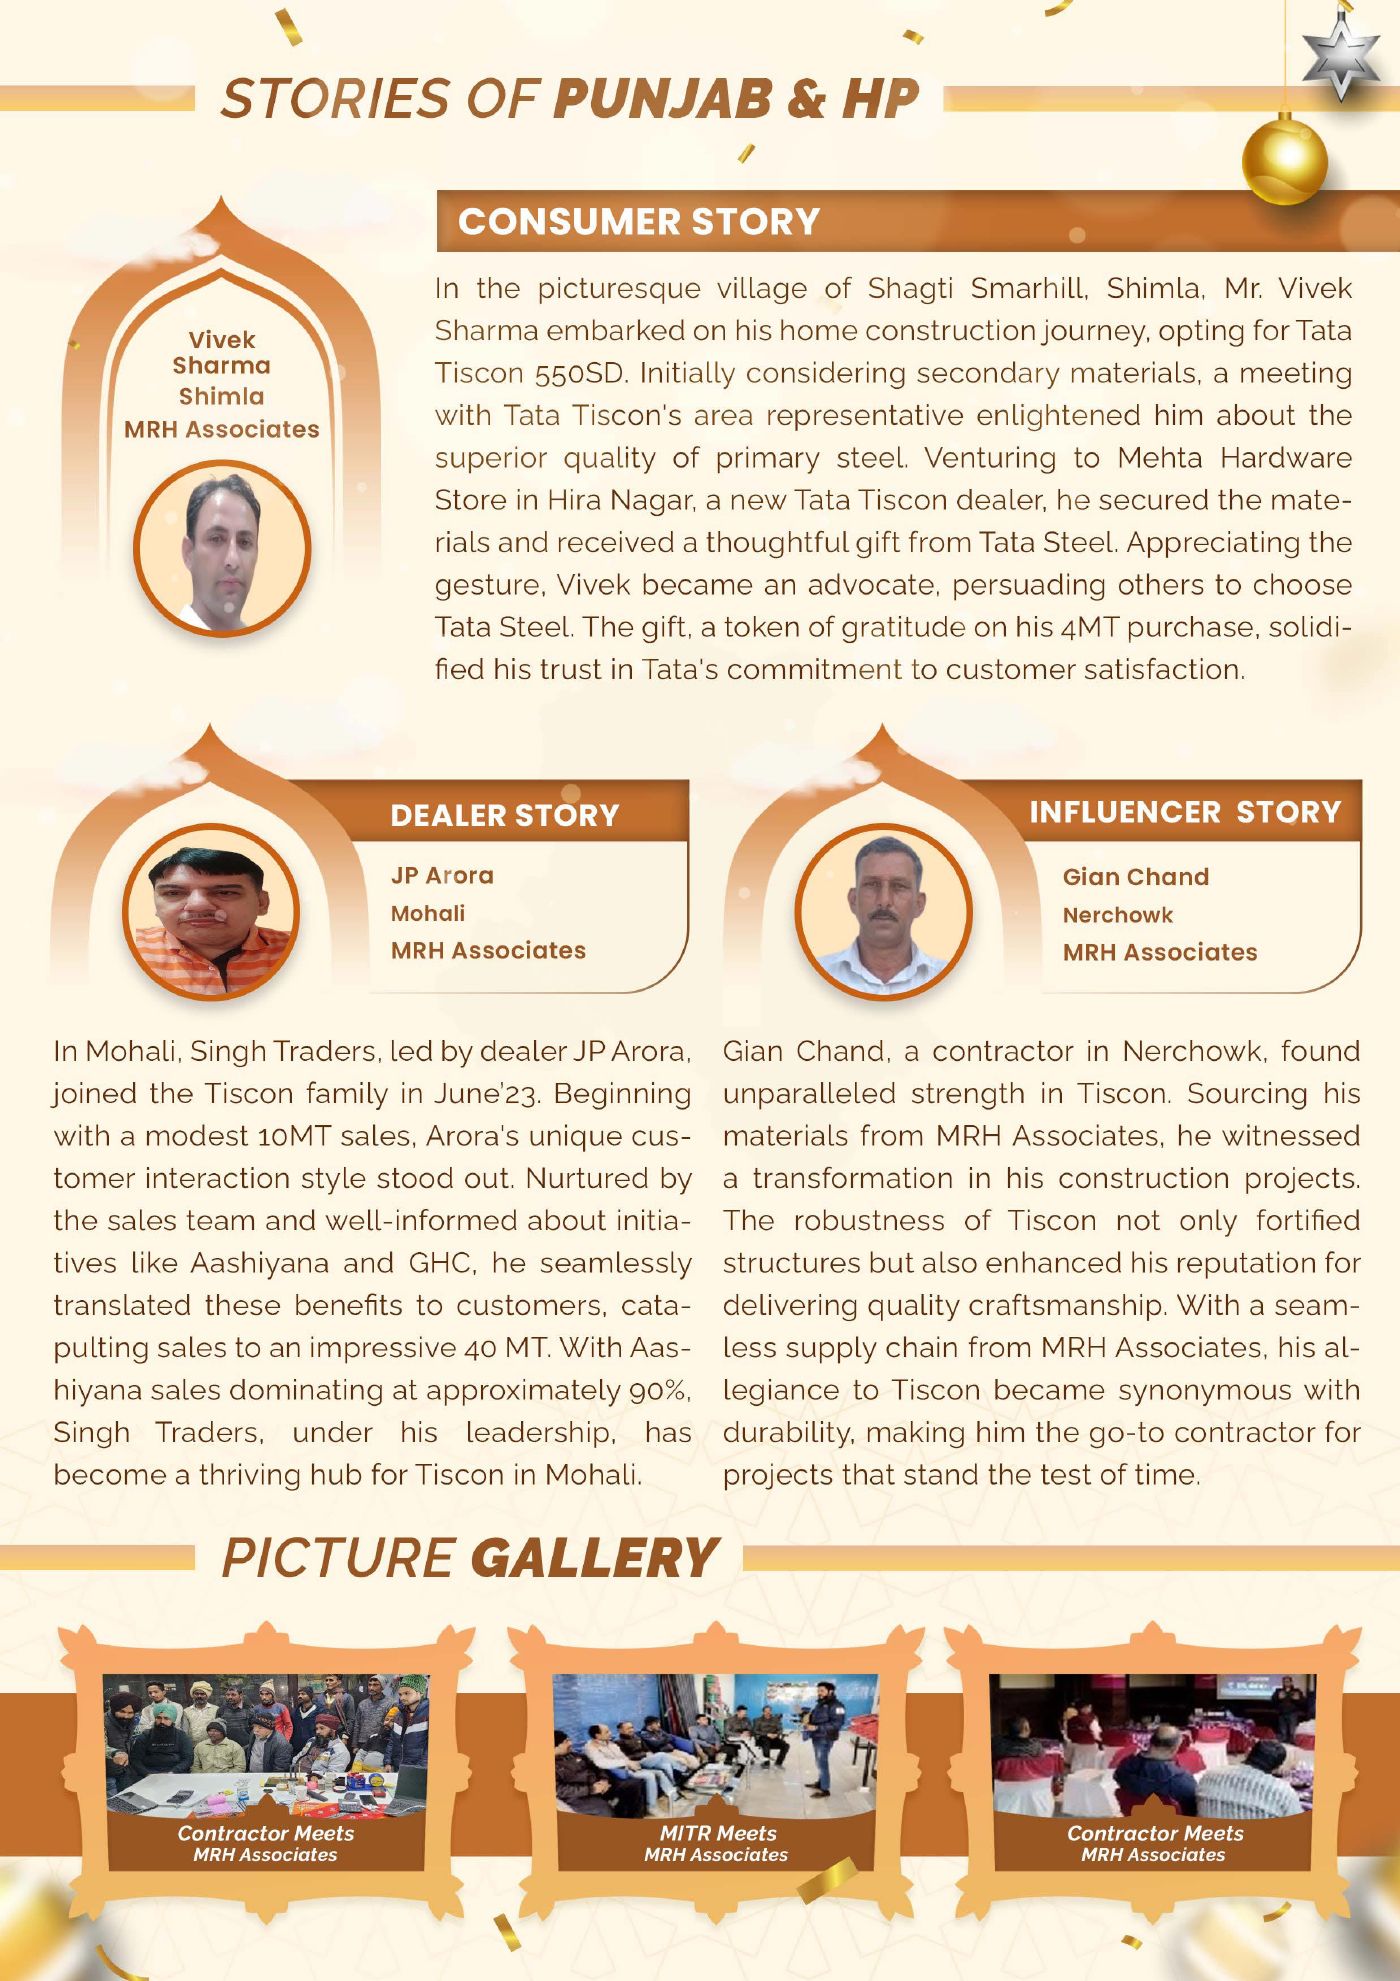 STORIES OF PUNJAB & HP
CONSUMER STORY
Vivek
Sharma
Shimla
MRH Associates
In the picturesque village of Shagti Smarhill, Shimla, Mr. Vivek
Sharma embarked on his home construction journey, opting for Tata
Tiscon 550SD. Initially considering secondary materials, a meeting
with Tata Tiscon's area representative enlightened him about the
superior quality of primary steel. Venturing to Mehta Hardware
Store in Hira Nagar, a new Tata Tiscon dealer, he secured the mate-
rials and received a thoughtful gift from Tata Steel. Appreciating the
gesture, Vivek became an advocate, persuading others to choose
Tata Steel. The gift, a token of gratitude on his 4MT purchase, solidi-
fied his trust in Tata's commitment to customer satisfaction.
DEALER STORY
JP Arora
Mohali
MRH Associates
In Mohali, Singh Traders, led by dealer JP Arora,
joined the Tiscon family in June’23. Beginning
with a modest 10MT sales, Arora's unique cus-
tomer interaction style stood out. Nurtured by
the sales team and well-informed about initia-
tives like Aashiyana and GHC, he seamlessly
translated these benefits to customers, cata-
pulting sales to an impressive 40 MT. With Aas-
hiyana sales dominating at approximately 90%,
Singh Traders, under his leadership, has
become a thriving hub for Tiscon in Mohali.
INFLUENCER STORY
Gian Chand
Nerchowk
MRH Associates
Gian Chand, a contractor in Nerchowk, found
unparalleled strength in Tiscon. Sourcing his
materials from MRH Associates, he witnessed
a transformation in his construction projects.
The robustness of Tiscon not only fortified
structures but also enhanced his reputation for
delivering quality craftsmanship. With a seam-
less supply chain from MRH Associates, his al-
legiance to Tiscon became synonymous with
durability, making him the go-to contractor for
projects that stand the test of time.
PICTURE GALLERY
Contractor Meets
MRH Associates
MITR Meets
MRH Associates
Contractor Meets
MRH Associates